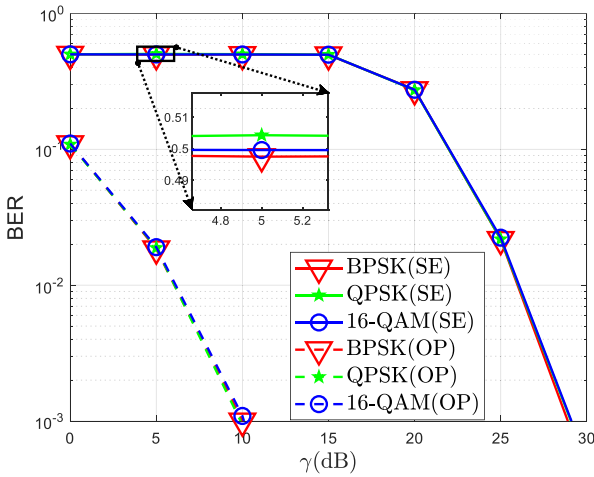 10^0
10^-1
10^-2
10^-3
BER
0.51
0.5
0.49
4.8 5 5.2
BPSK(SE)
QPSK(SE)
16-QAM(SE)
BPSK(OP)
QPSK(OP)
16-QAM(OP)
0 5 10 15 20 25 30
γ(dB)